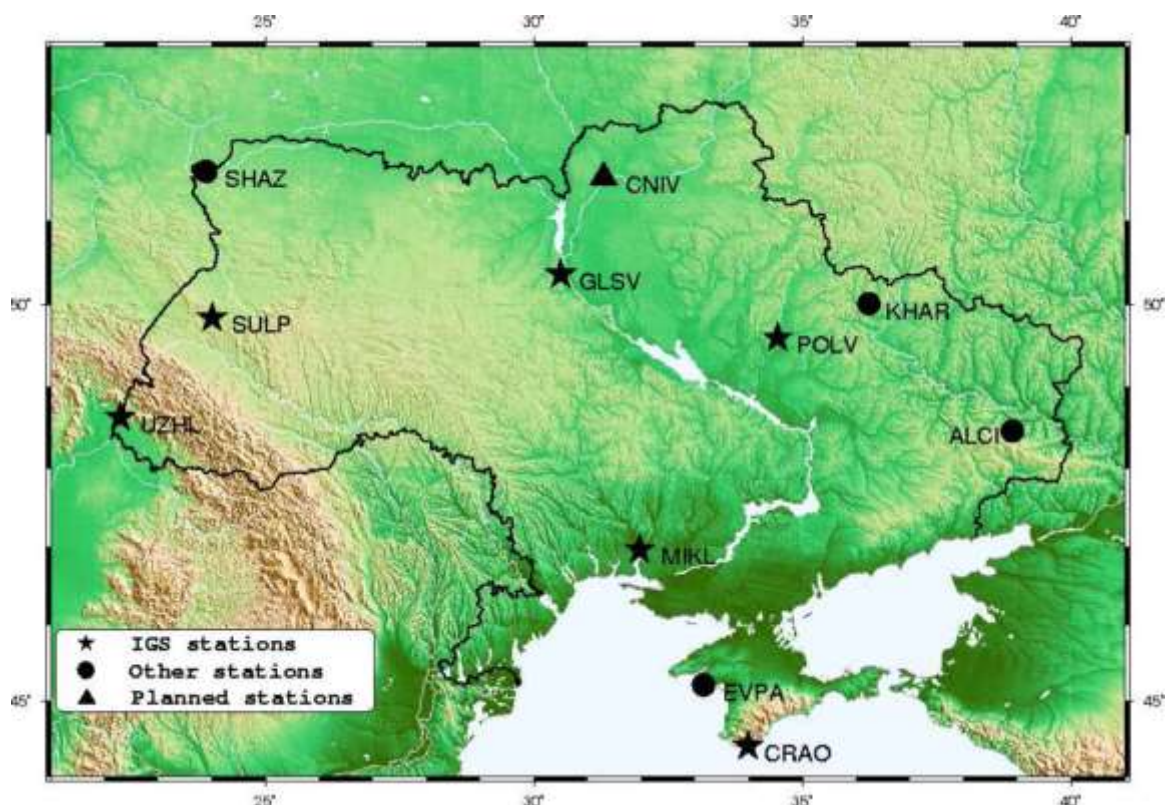 25° 30° 35° 40°
SHAZ
CNIV
GLSV
50° 50°
KHAR
SULP
POLV
UZHL
ALCI
MIKL
IGS stations
Other stations
Planned stations
EVPA
45° 45°
CRAO
25° 30° 35° 40°